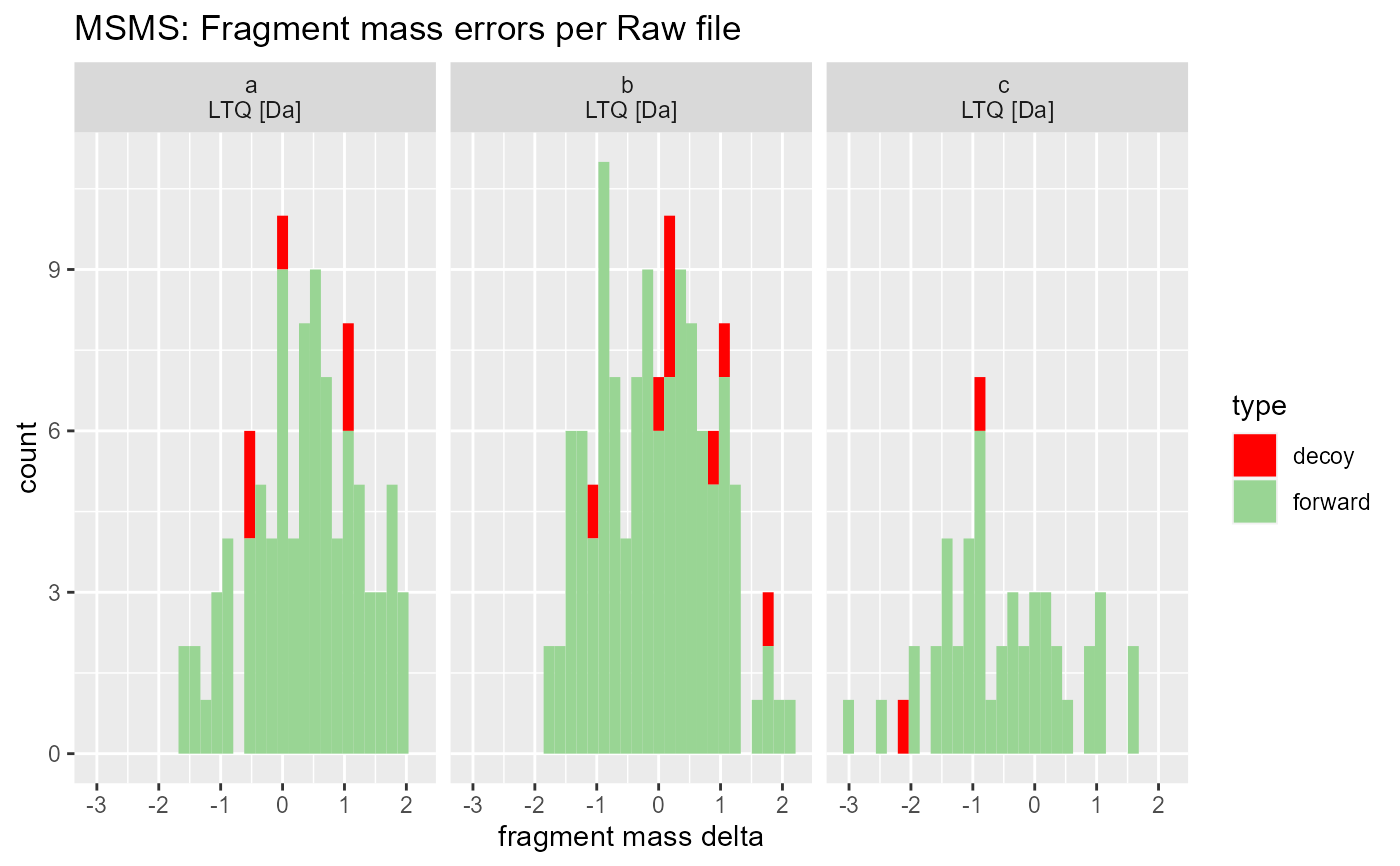 MSMS: Fragment mass errors per Raw file
a
LTQ [Da]
b
LTQ [Da]
c
LTQ [Da]
9
6
3
0
count
-3 -2 -1 0 1 2
-3 -2 -1 0 1 2
-3 -2 -1 0 1 2
fragment mass delta
type
decoy
forward